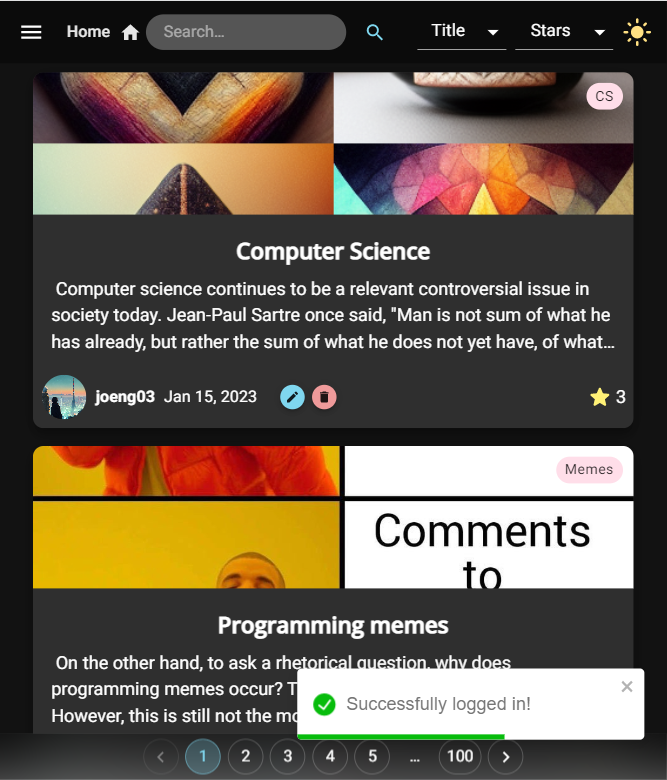 Home Search... Title Stars
CS
Computer Science
Computer science continues to be a relevant controversial issue in
society today. Jean-Paul Sartre once said, "Man is not sum of what he
has already, but rather the sum of what he does not yet have, of what...
joeng03 Jan 15, 2023 3
Memes
Comments
to
Programming memes
On the other hand, to ask a rhetorical question, why does
programming memes occur?
However, this is still not the
Successfully logged in!
1 2 3 4 5 ... 100